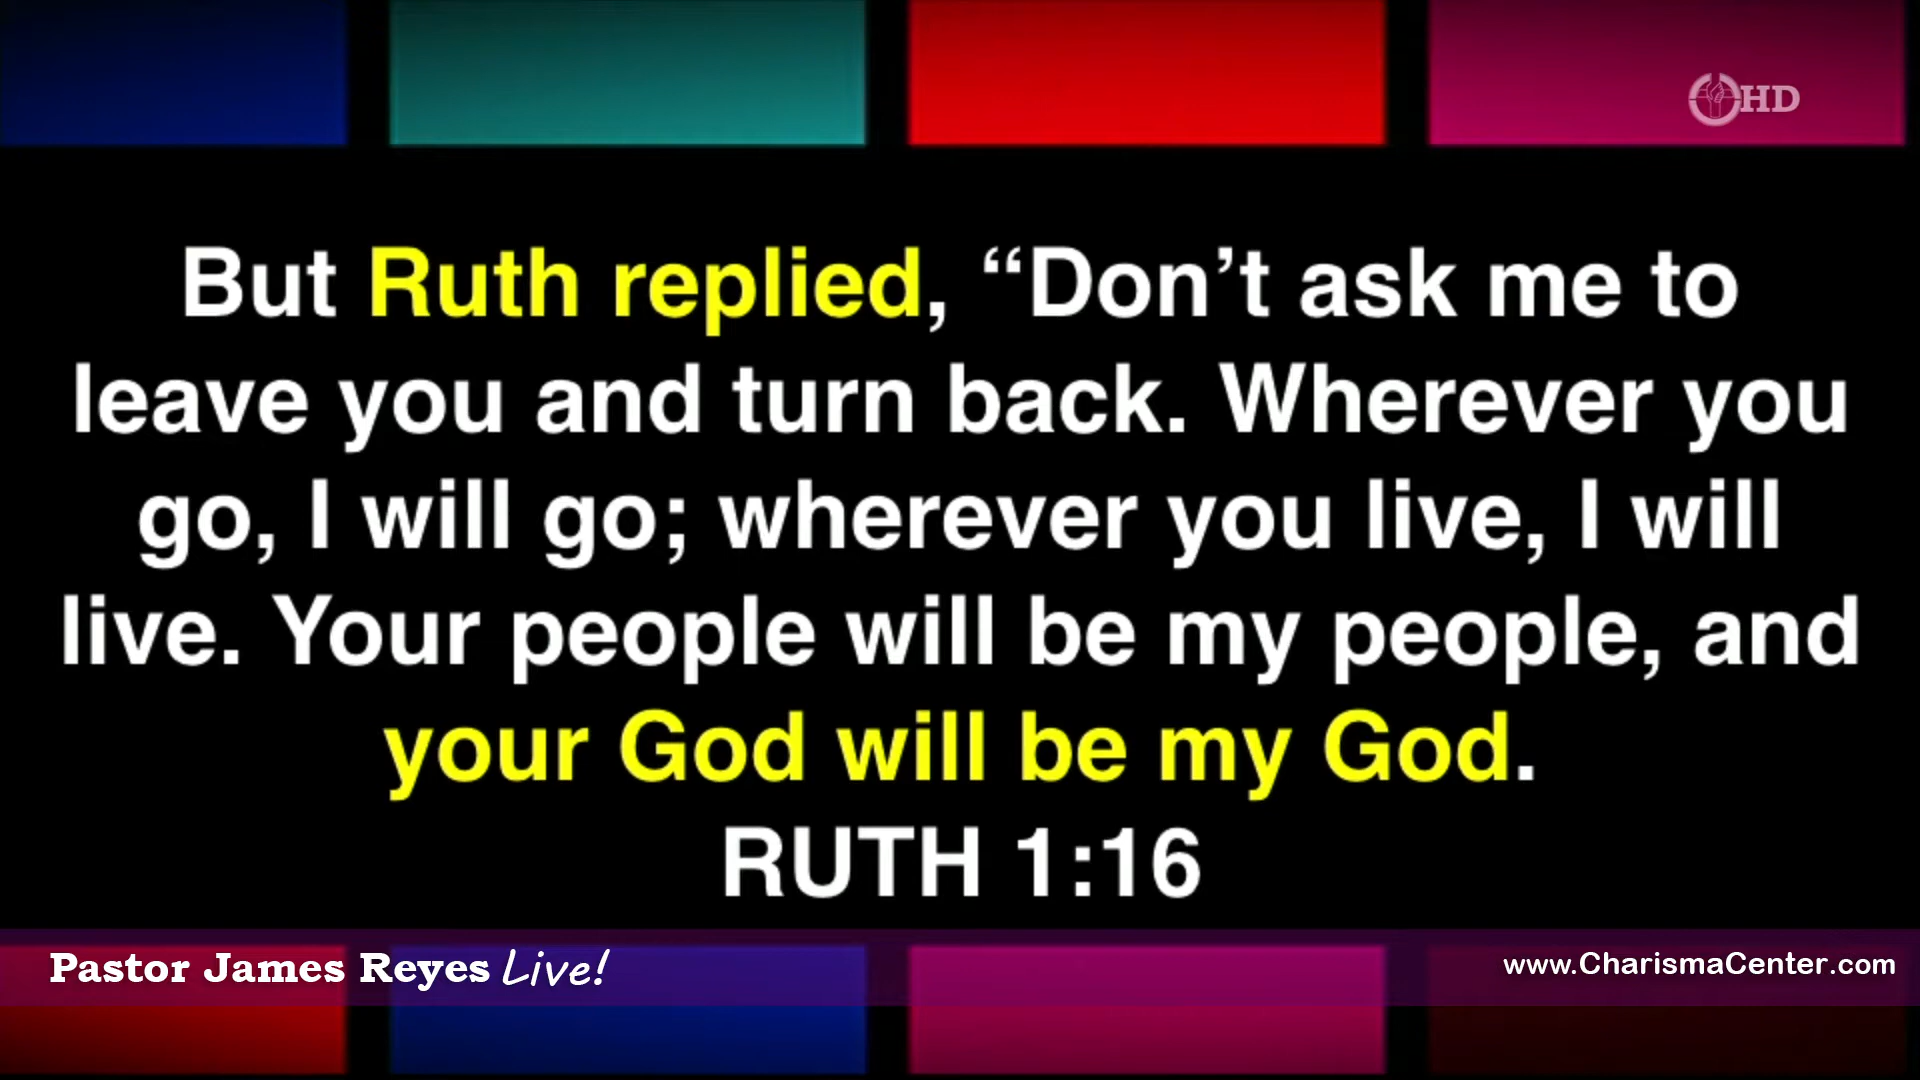 HD
But Ruth replied, “Don’t ask me to
leave you and turn back. Wherever you
go, I will go; wherever you live, I will
live. Your people will be my people, and
your God will be my God.
RUTH 1:16
Pastor James Reyes Live!
www.CharismaCenter.com